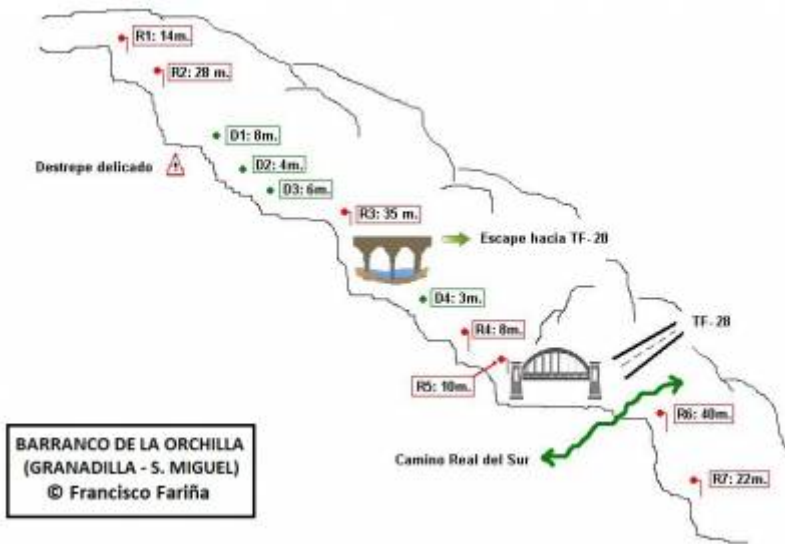 R1: 14m.
R2: 28 m.
D1: 8m.
Destrepe delicado
D2: 4m.
D3: 6m.
R3: 35 m.
Escape hacia TF-28
D4: 3m.
TF-28
R4: 8m.
R5: 10m.
R6: 40m.
BARRANCO DE LA ORCHILLA
(GRANADILLA - S. MIGUEL)
© Francisco Fariña
Camino Real del Sur
R7: 22m.